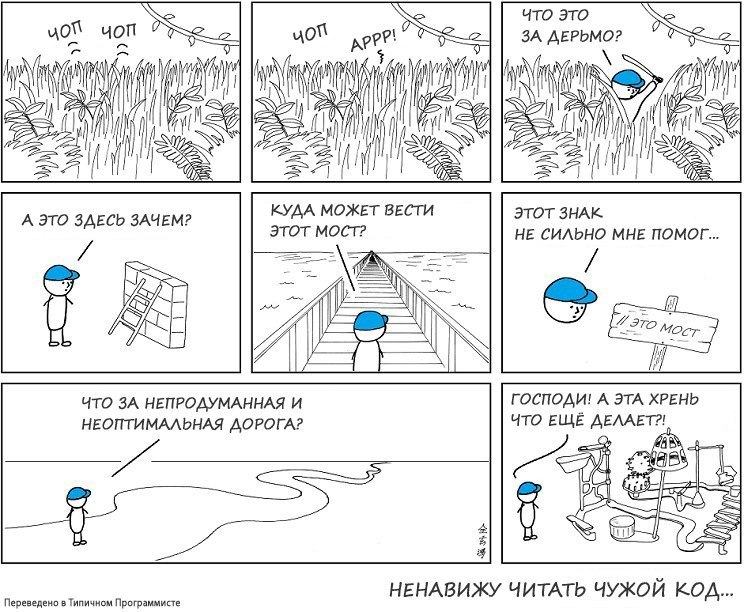 ЧОП
ЧОП
ЧОП
АРРР!
ЧТО ЭТО
ЗА ДЕРЬМО?
А ЭТО ЗДЕСЬ ЗАЧЕМ?
КУДА МОЖЕТ ВЕСТИ
ЭТОТ МОСТ?
ЭТОТ ЗНАК
НЕ СИЛЬНО МНЕ ПОМОГ...
// ЭТО МОСТ
ЧТО ЗА НЕПРОДУМАННАЯ И
НЕОПТИМАЛЬНАЯ ДОРОГА?
ГОСПОДИ! А ЭТА ХРЕНЬ
ЧТО ЕЩЁ ДЕЛАЕТ?!
НЕНАВИЖУ ЧИТАТЬ ЧУЖОЙ КОД...
Переведено в Типичном Программисте